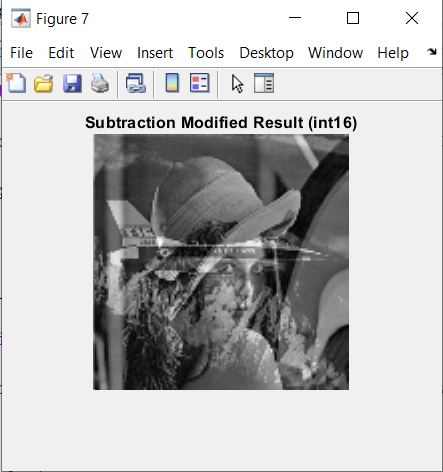 Figure 7
File Edit View Insert Tools Desktop Window Help
Subtraction Modified Result (int16)